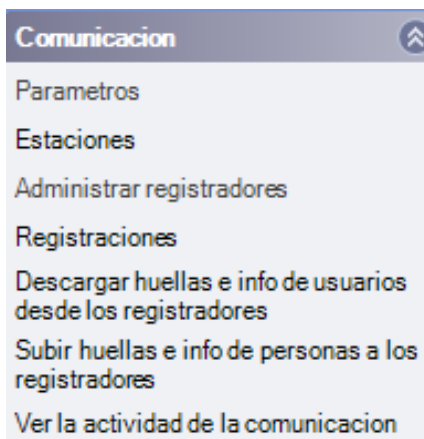 Comunicacion
Parametros
Estaciones
Administrar registradores
Registraciones
Descargar huellas e info de usuarios
desde los registradores
Subir huellas e info de personas a los
registradores
Ver la actividad de la comunicacion